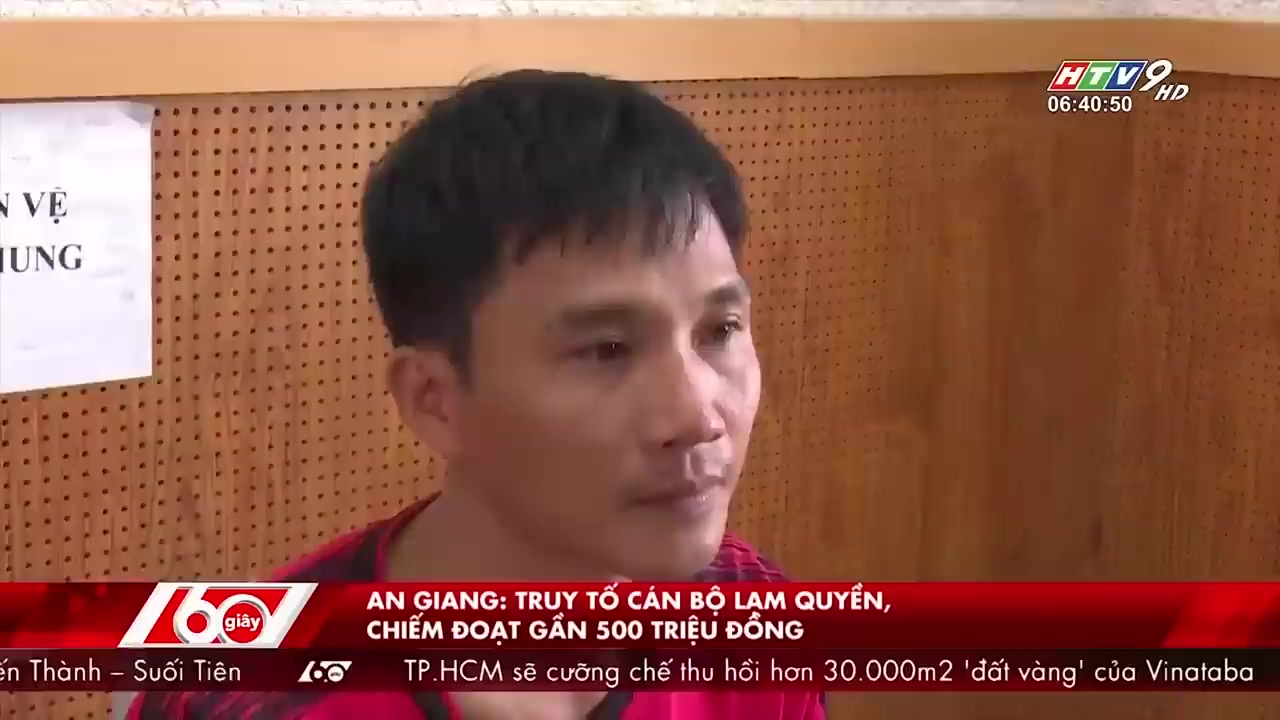 HTV9 HD
06:40:50
VỆ
60 giây
AN GIANG: TRUY TỐ CÁN BỘ LẠM QUYỀN,
CHIẾM ĐOẠT GẦN 500 TRIỆU ĐỒNG
Thành – Suối Tiên 60 TP.HCM sẽ cưỡng chế thu hồi hơn 30.000m2 'đất vàng' của Vinataba